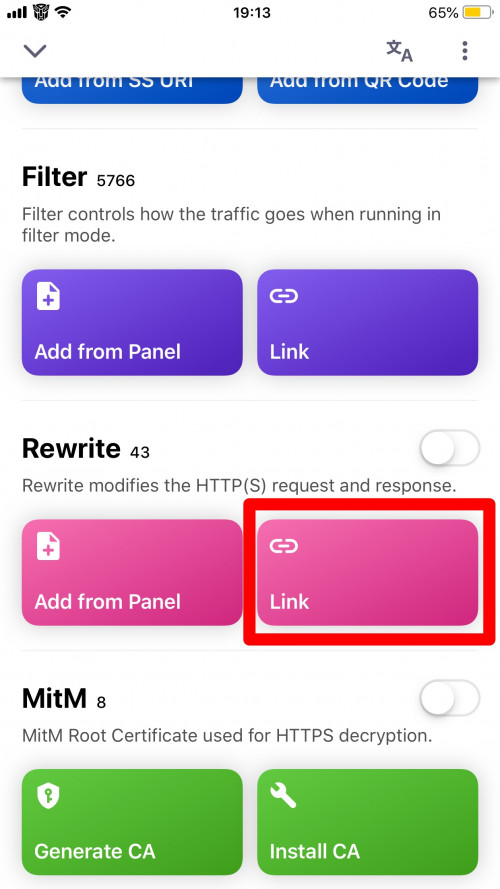 19:13
65%
文A
Add from SS URI
Add from QR Code
Filter 5766
Filter controls how the traffic goes when running in
filter mode.
Add from Panel
Link
Rewrite 43
Rewrite modifies the HTTP(S) request and response.
Add from Panel
Link
MitM 8
MitM Root Certificate used for HTTPS decryption.
Generate CA
Install CA